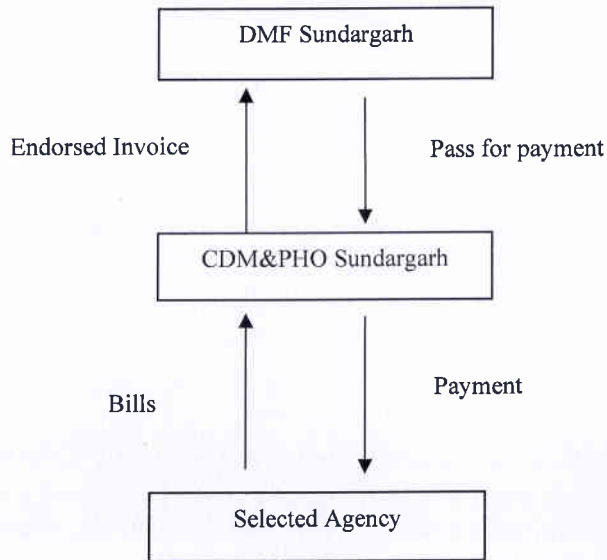 DMF Sundargarh
Endorsed Invoice
Pass for payment
CDM&PHO Sundargarh
Bills
Payment
Selected Agency